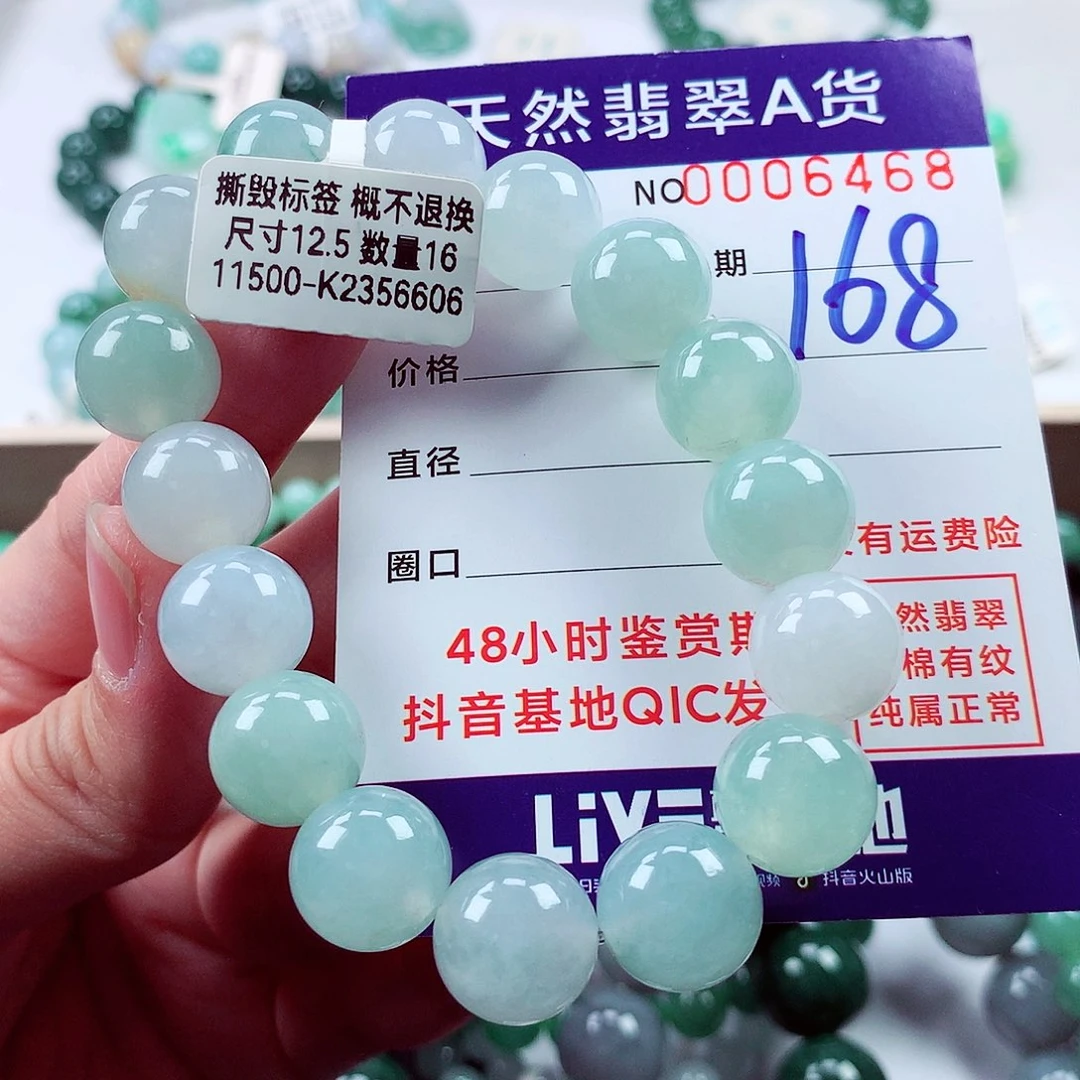 天然翡翠A货
NO0006468
撕毁标签 概不退换
尺寸12.5 数量16
11500-K2356606
期
168
价格
直径
圈口
有运费险
48小时鉴赏期
抖音基地QIC发
然翡翠
棉有纹
纯属正常
LiVE
抖音火山版